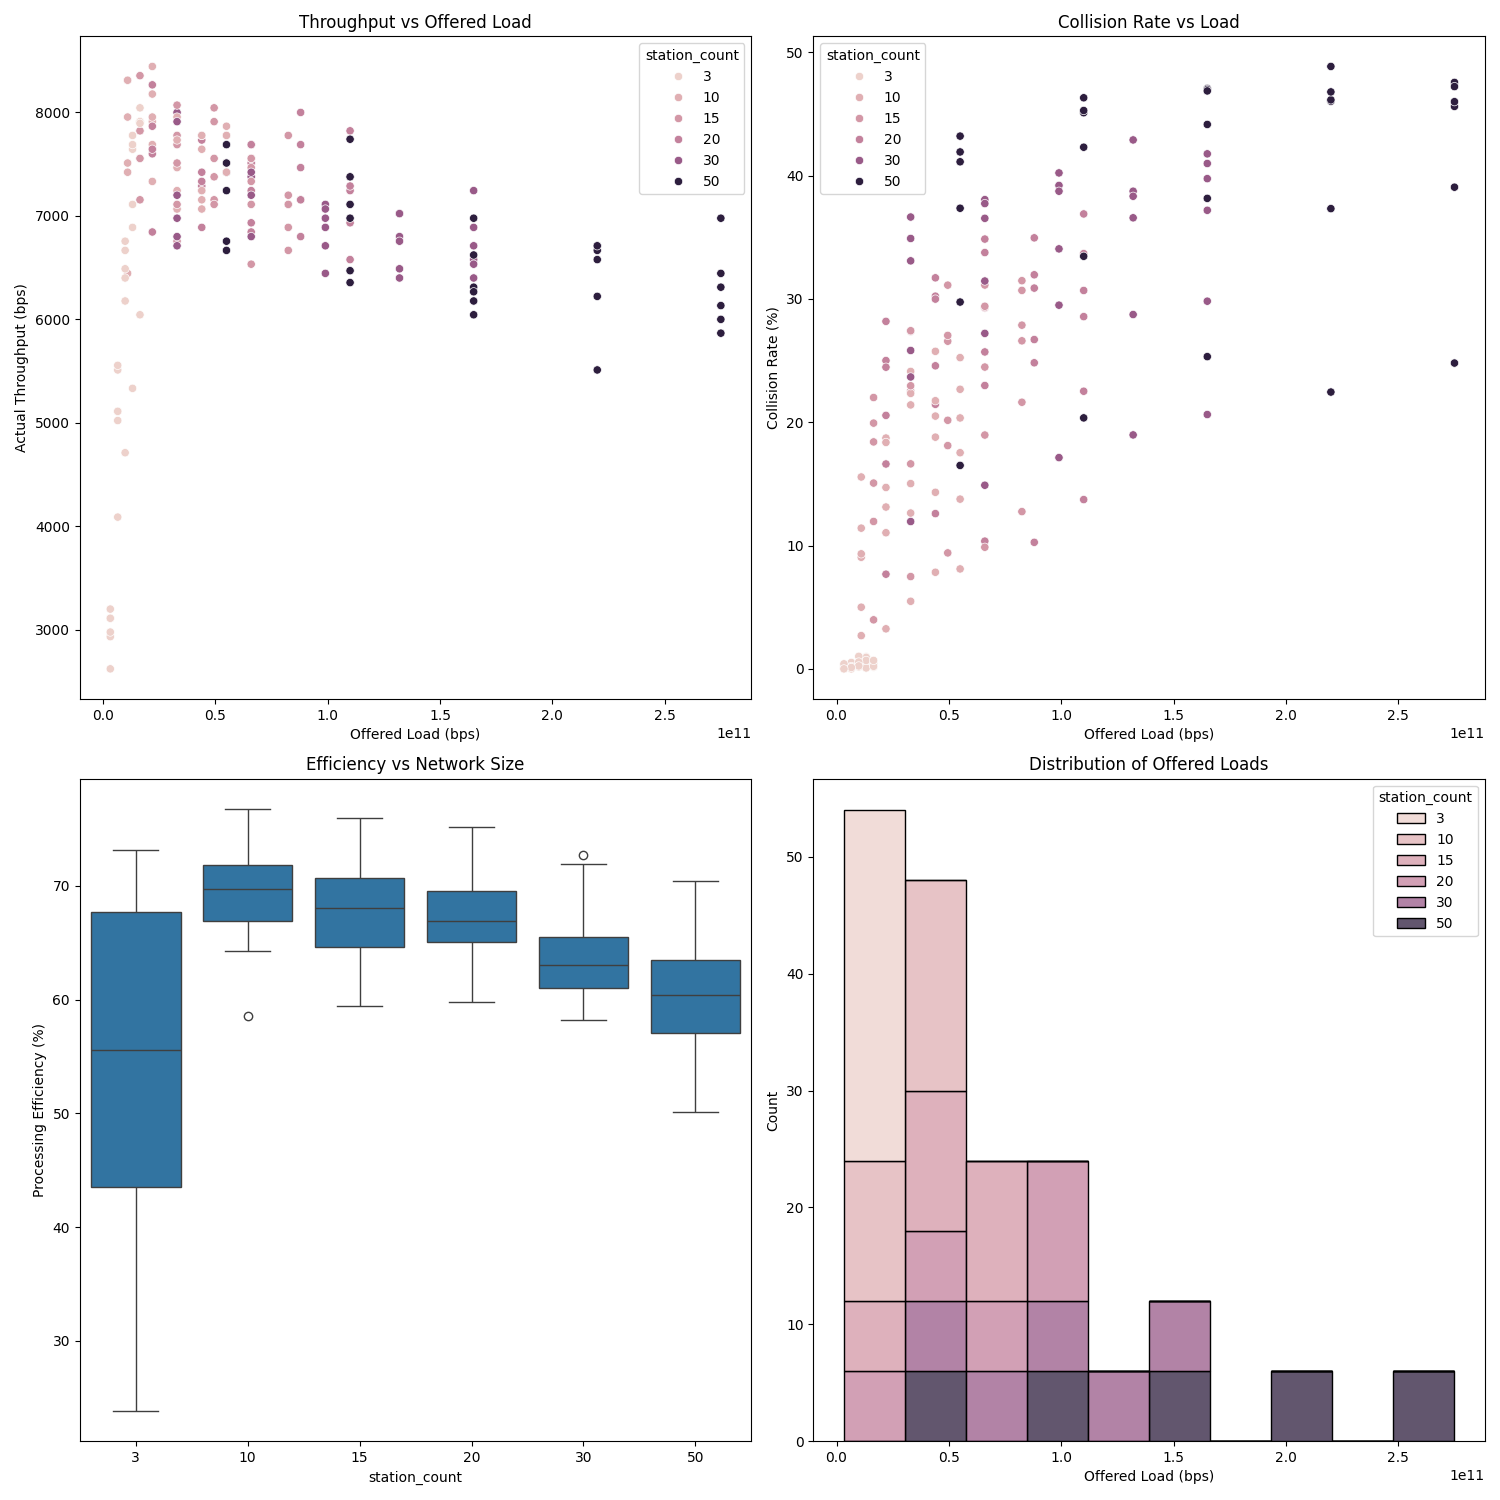 Throughput vs Offered Load
Actual Throughput (bps)
8000
7000
6000
5000
4000
3000
station_count
3
10
15
20
30
50
0.0 0.5 1.0 1.5 2.0 2.5
1e11
Offered Load (bps)
Collision Rate vs Load
Collision Rate (%)
50
40
30
20
10
0
station_count
3
10
15
20
30
50
0.0 0.5 1.0 1.5 2.0 2.5
1e11
Offered Load (bps)
Efficiency vs Network Size
Processing Efficiency (%)
70
60
50
40
30
3 10 15 20 30 50
station_count
Distribution of Offered Loads
Count
50
40
30
20
10
0
station_count
3
10
15
20
30
50
0.0 0.5 1.0 1.5 2.0 2.5
1e11
Offered Load (bps)